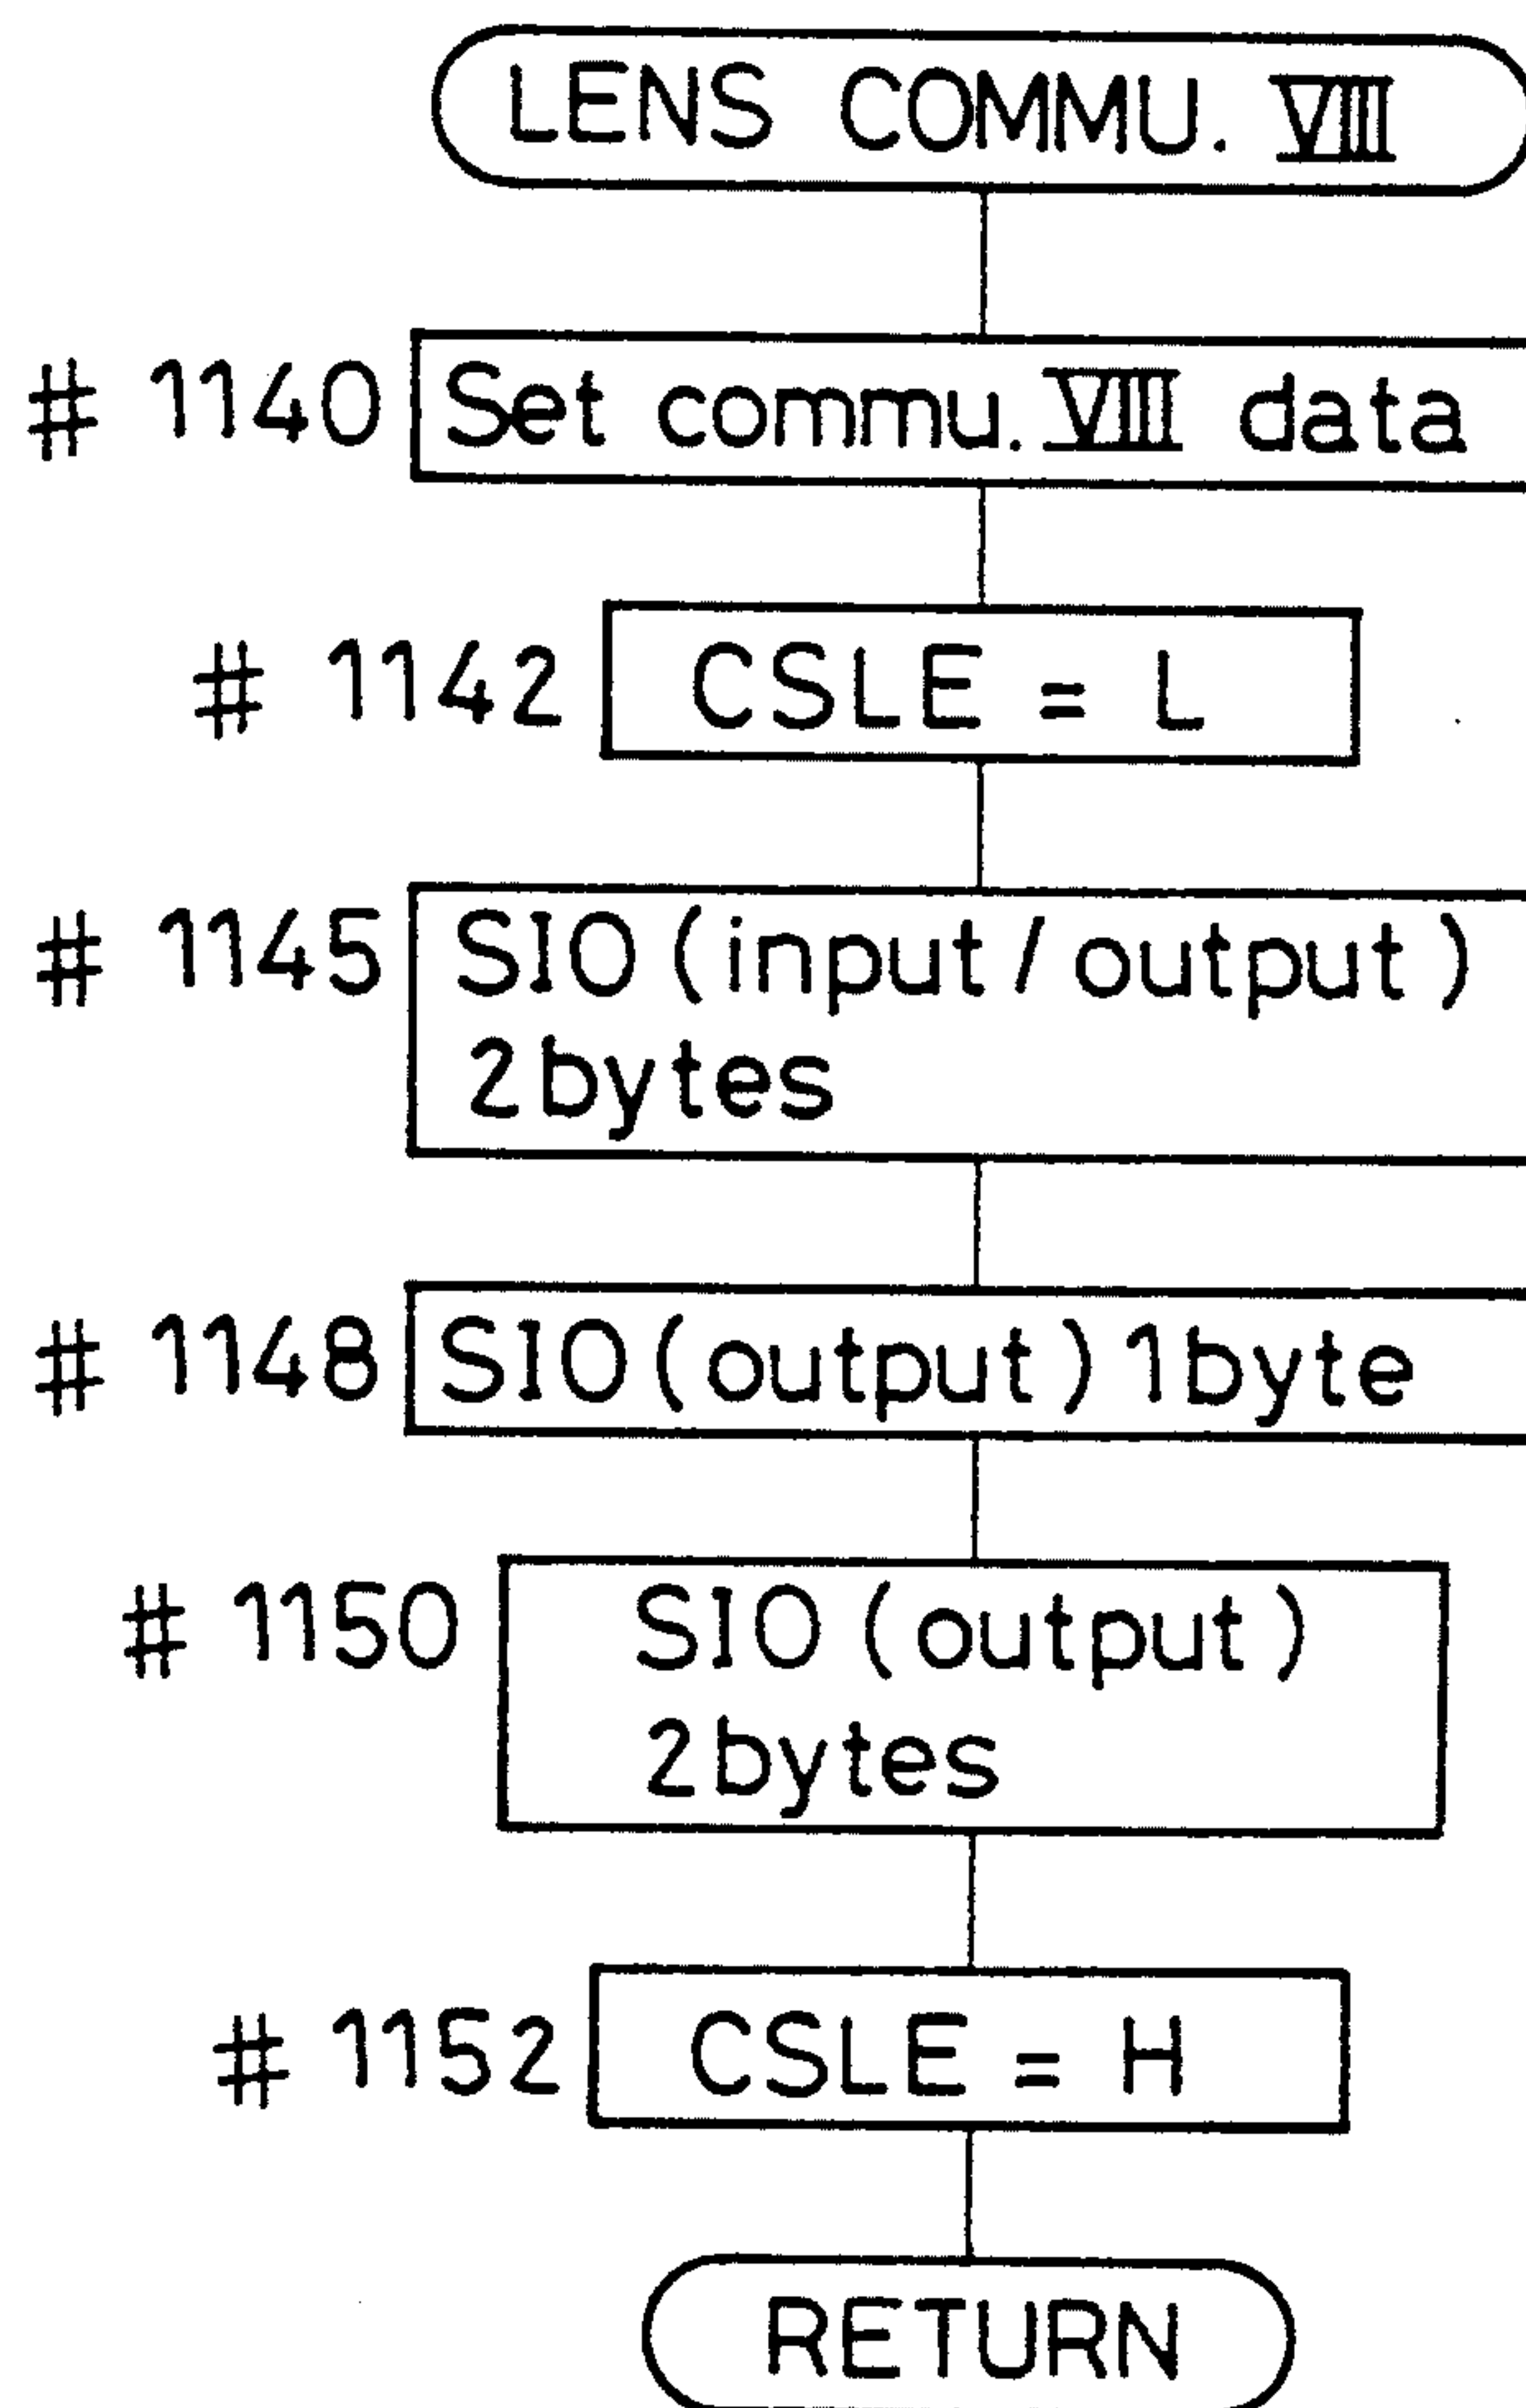 LENS COMMU. VIII
# 1140 Set commu. VIII data
# 1142 CSLE = L
# 1145 SIO (input / output)
2bytes
# 1148 SIO (output) 1byte
# 1150 SIO (output)
2bytes
# 1152 CSLE = H
RETURN